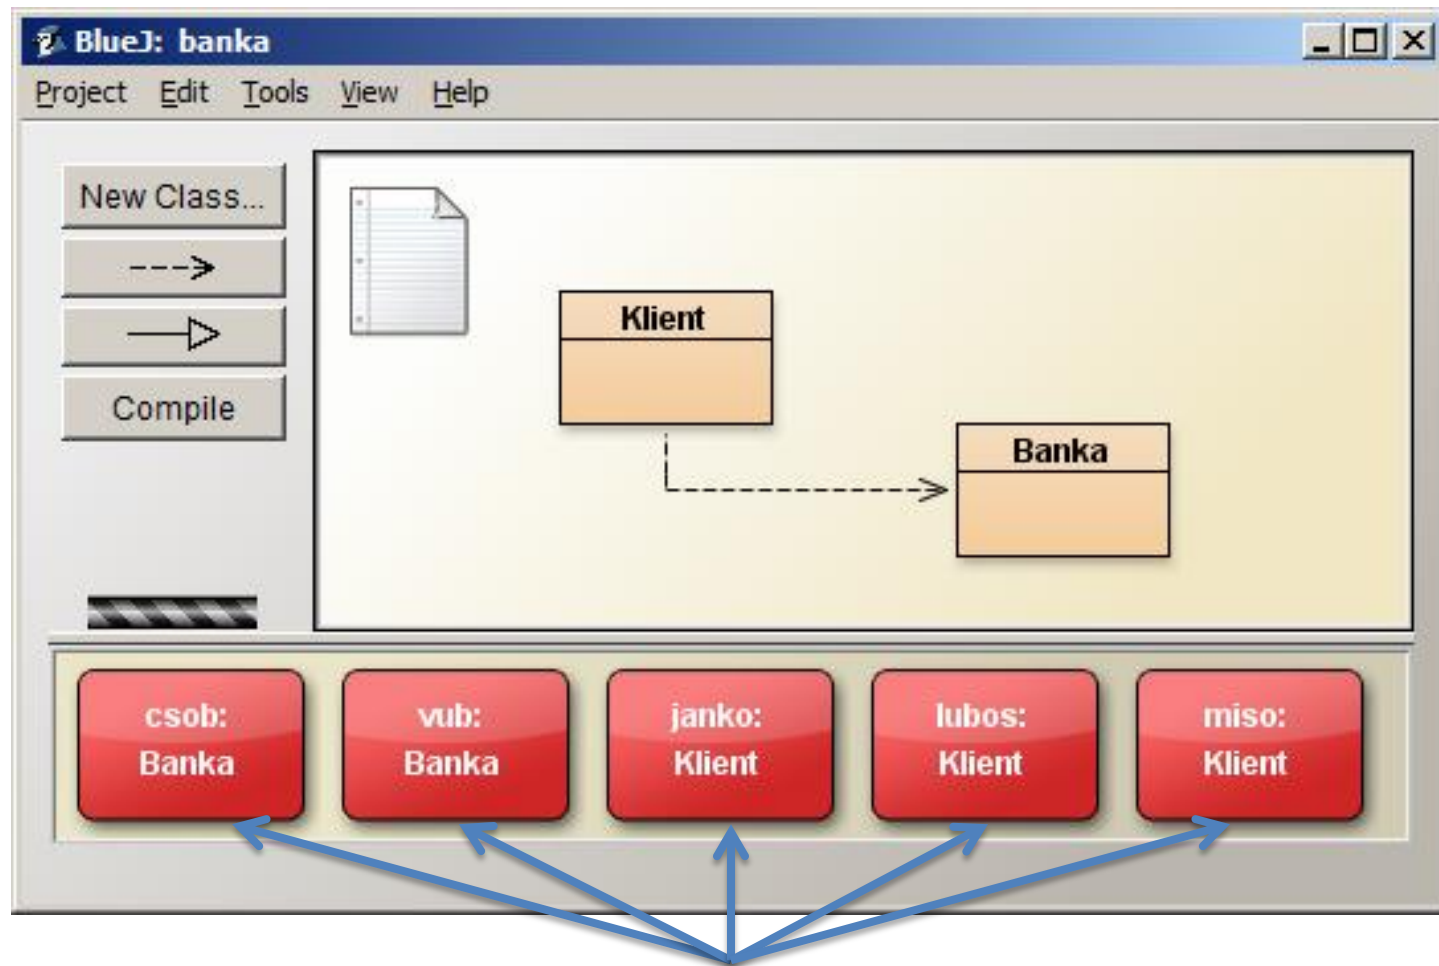 BlueJ: banka
Project Edit Tools View Help
New Class...
Compile
Klient
Banka
csob:
Banka
vub:
Banka
janko:
Klient
lubos:
Klient
miso:
Klient